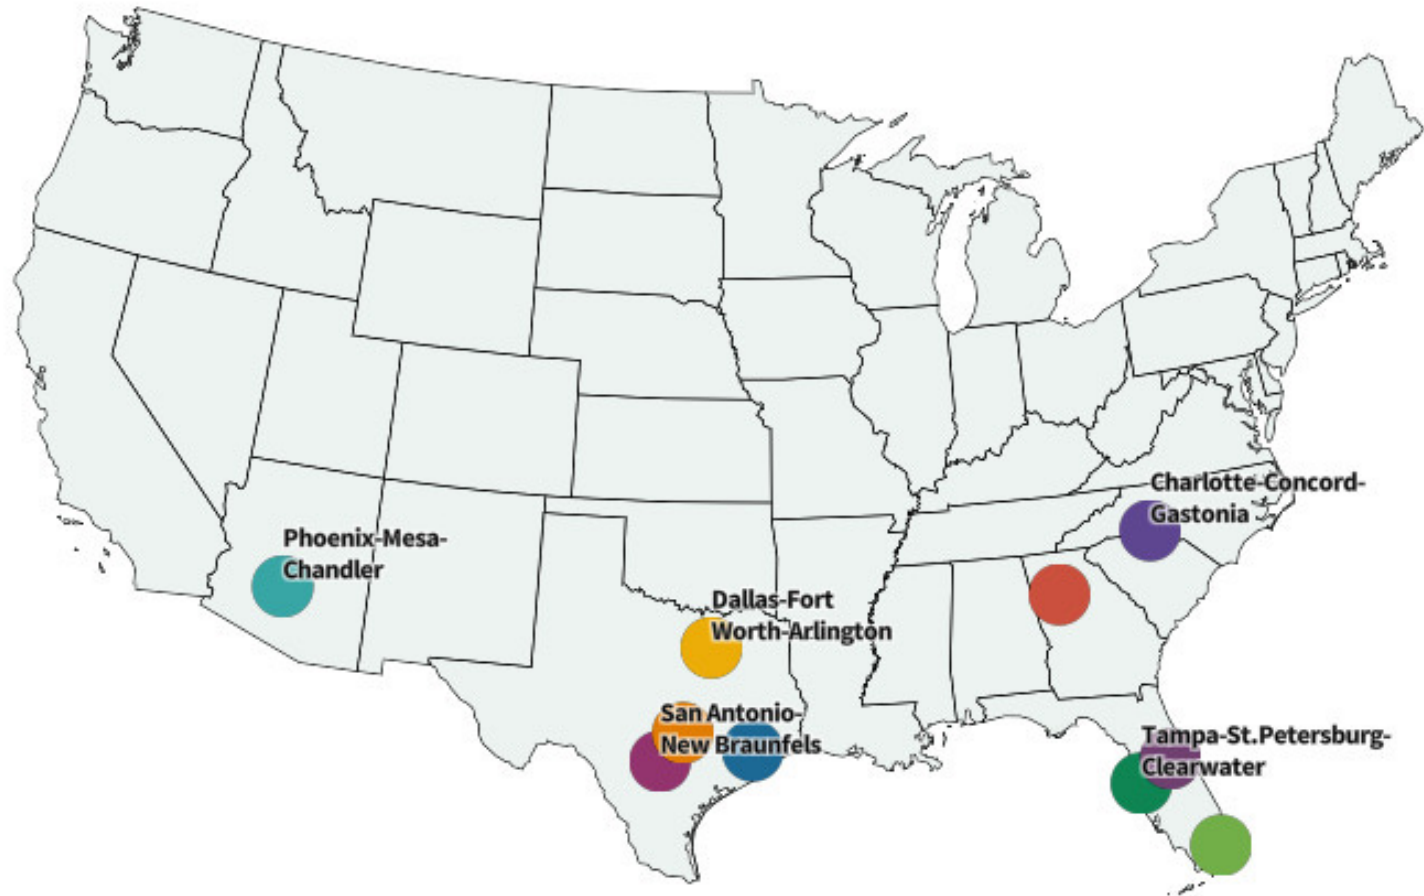 Charlotte-Concord-
Gastonia
Phoenix-Mesa-
Chandler
Dallas-Fort
Worth-Arlington
San Antonio-
New Braunfels
Tampa-St.Petersburg-
Clearwater